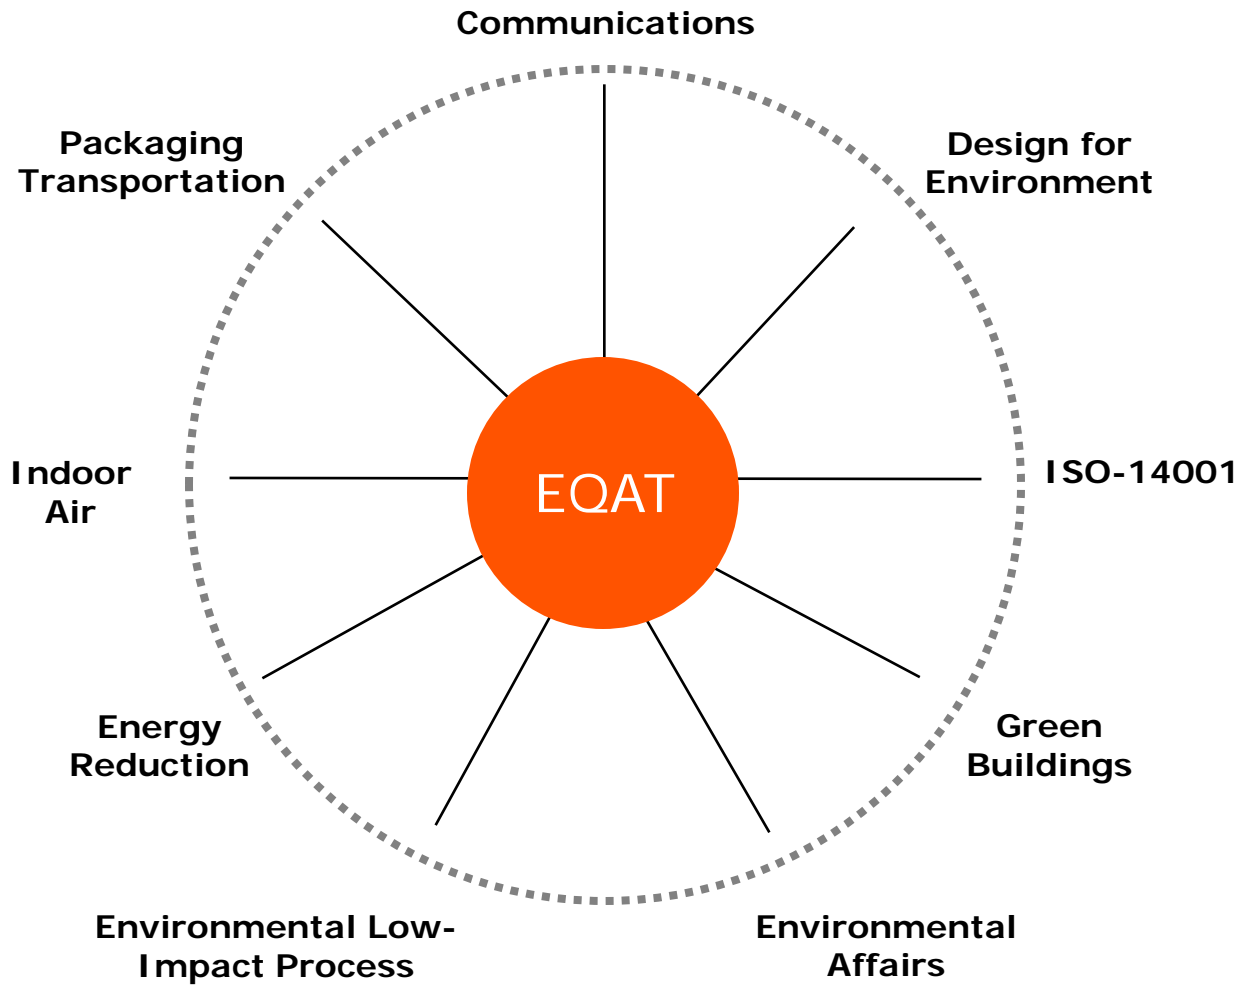 Communications
Packaging
Transportation
Design for
Environment
Indoor
Air
EQAT
ISO-14001
Energy
Reduction
Green
Buildings
Environmental Low-
Impact Process
Environmental
Affairs